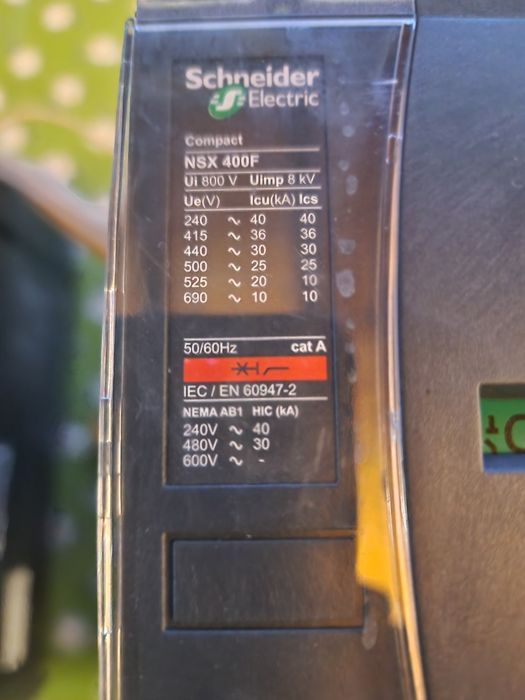 Schneider
Electric
Compact
NSX 400F
Ui 800 V Uimp 8 kV
Ue(V) Icu(kA) Ics
240 ~ 40 40
415 ~ 36 36
440 ~ 30 30
500 ~ 25 25
525 ~ 20 10
690 ~ 10 10
50/60Hz cat A
IEC / EN 60947-2
NEMA AB1 HIC (kA)
240V ~ 40
480V ~ 30
600V ~ -